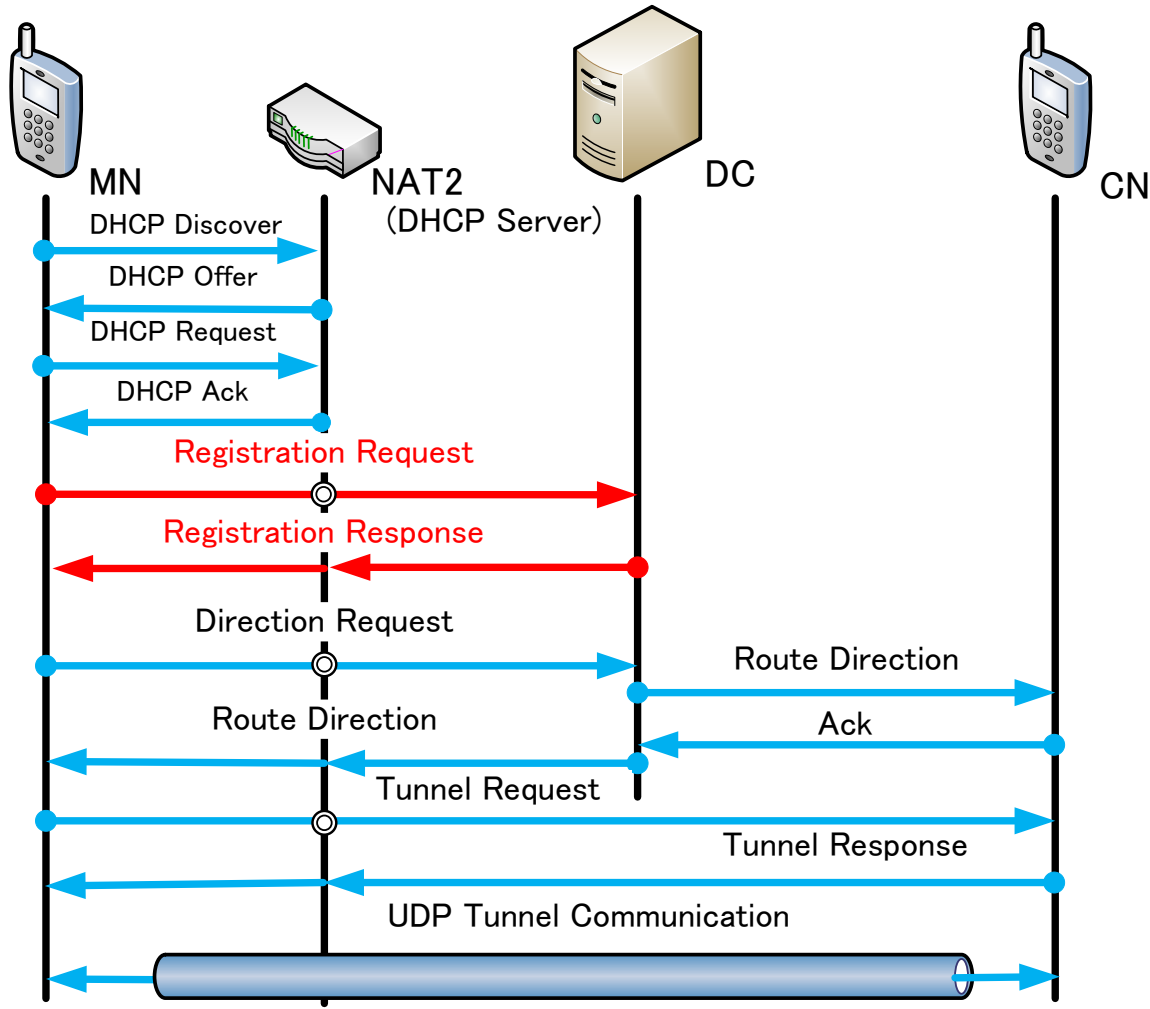 MN
NAT2
(DHCP Server)
DC
CN
DHCP Discover
DHCP Offer
DHCP Request
DHCP Ack
Registration Request
Registration Response
Direction Request
Route Direction
Route Direction
Ack
Tunnel Request
Tunnel Response
UDP Tunnel Communication